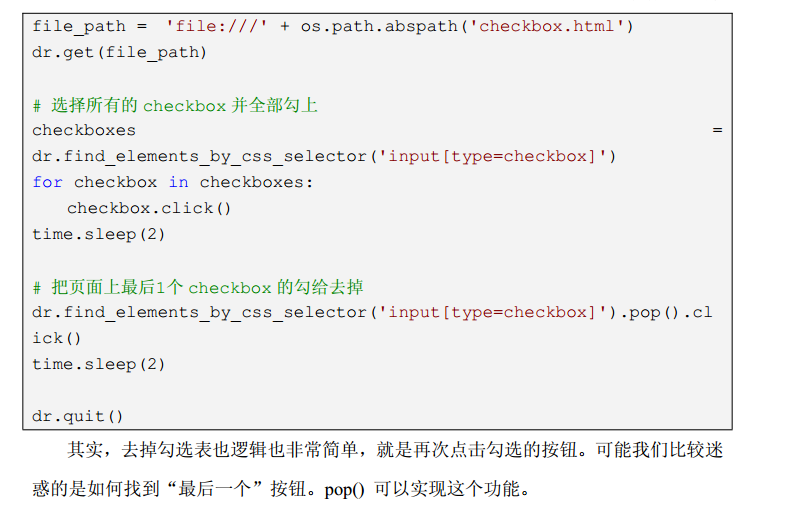 file_path =  'file:///' + os.path.abspath('checkbox.html')
dr.get(file_path)
# 选择所有的 checkbox 并全部勾上
checkboxes =
dr.find_elements_by_css_selector('input[type=checkbox]')
for checkbox in checkboxes:
    checkbox.click()
time.sleep(2)
# 把页面上最后1个 checkbox 的勾给去掉
dr.find_elements_by_css_selector('input[type=checkbox]').pop().cl
ick()
time.sleep(2)
dr.quit()
其实，去掉勾选表也逻辑也非常简单，就是再次点击勾选的按钮。可能我们比较迷
惑的是如何找到“最后一个”按钮。pop() 可以实现这个功能。